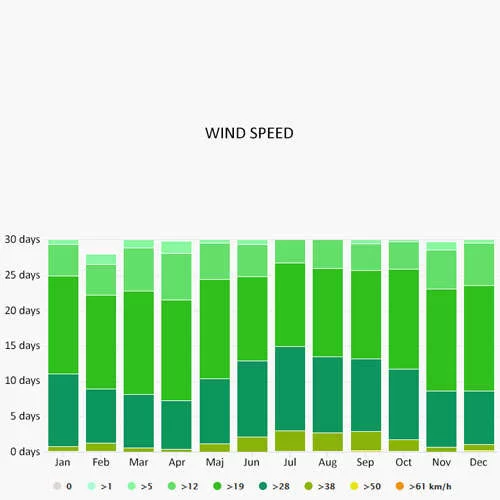 WIND SPEED
30 days
25 days
20 days
15 days
10 days
5 days
0 days
Jan Feb Mar Apr Maj Jun Jul Aug Sep Oct Nov Dec
0 >1 >5 >12 >19 >28 >38 >50 >61 km/h